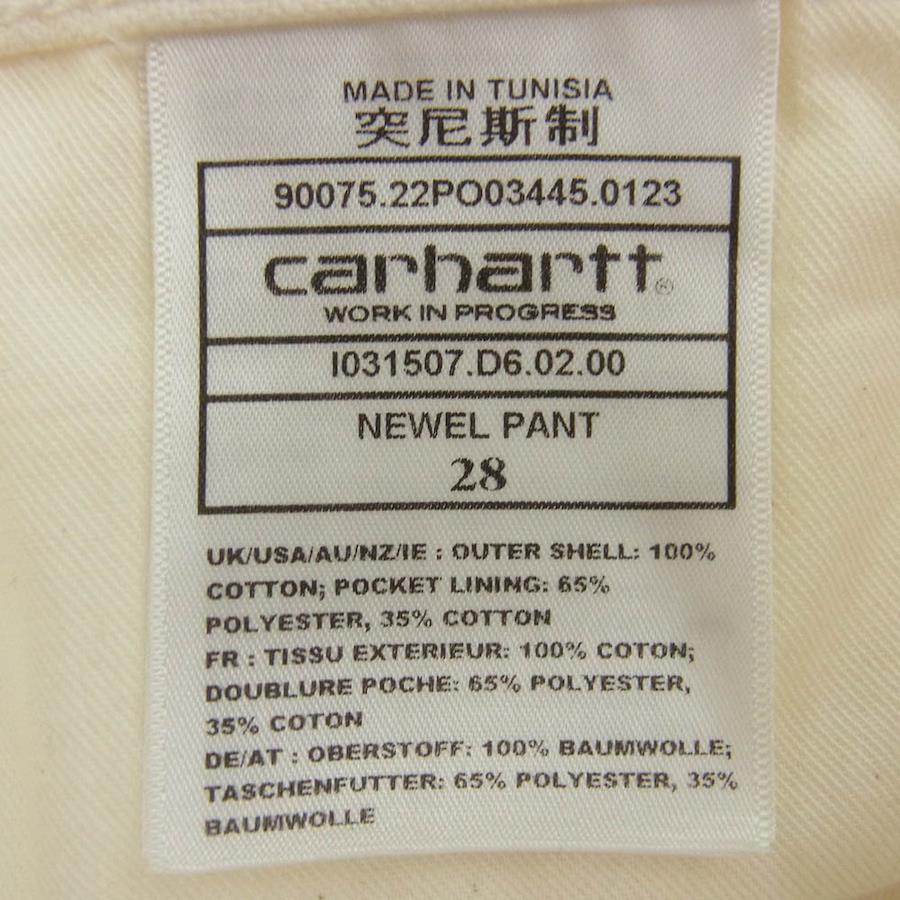 MADE IN TUNISIA
突尼斯制
90075.22PO03445.0123
carhartt®
WORK IN PROGRESS
I031507.D6.02.00
NEWEL PANT
28
UK/USA/AU/NZ/IE : OUTER SHELL: 100%
COTTON; POCKET LINING: 65%
POLYESTER, 35% COTTON
FR : TISSU EXTERIEUR: 100% COTON;
DOUBLURE POCHE: 65% POLYESTER,
35% COTON
DE/AT : OBERSTOFF: 100% BAUMWOLLE;
TASCHENFUTTER: 65% POLYESTER, 35%
BAUMWOLLE